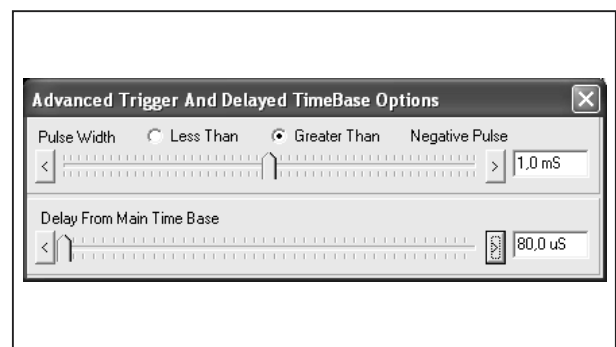 Advanced Trigger And Delayed TimeBase Options
Pulse Width Less Than Greater Than Negative Pulse
< > 1,0 mS
Delay From Main Time Base
< > 80,0 uS